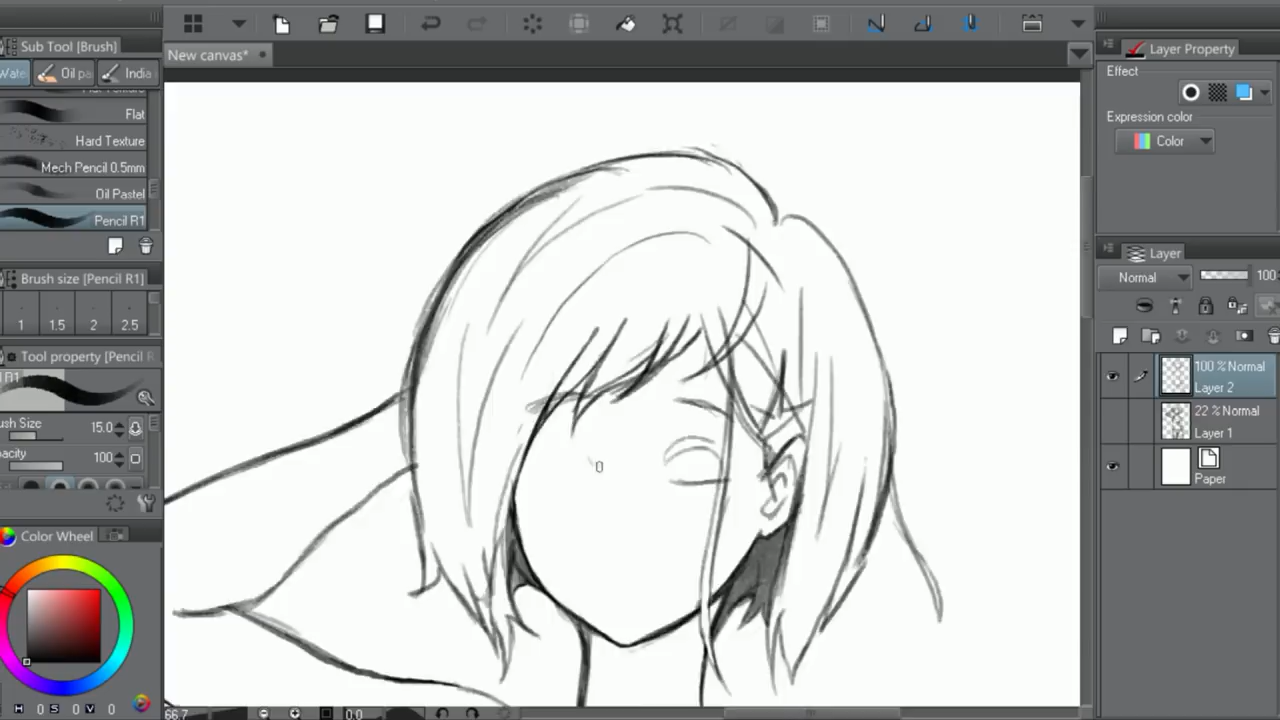 Sub Tool [Brush]
Wate
Oil pa
India
Flat
Hard Texture
Mech Pencil 0.5mm
Oil Pastel
Pencil R1
Brush size [Pencil R1]
1 1.5 2 2.5
Tool property [Pencil R
R1
ush Size 15.0
pacity 100
Color Wheel
H 0 S 0 V 0
New canvas*
66.7
0.0
Layer Property
Effect
Expression color
Color
Layer
Normal 100
100 % Normal
Layer 2
22 % Normal
Layer 1
Paper